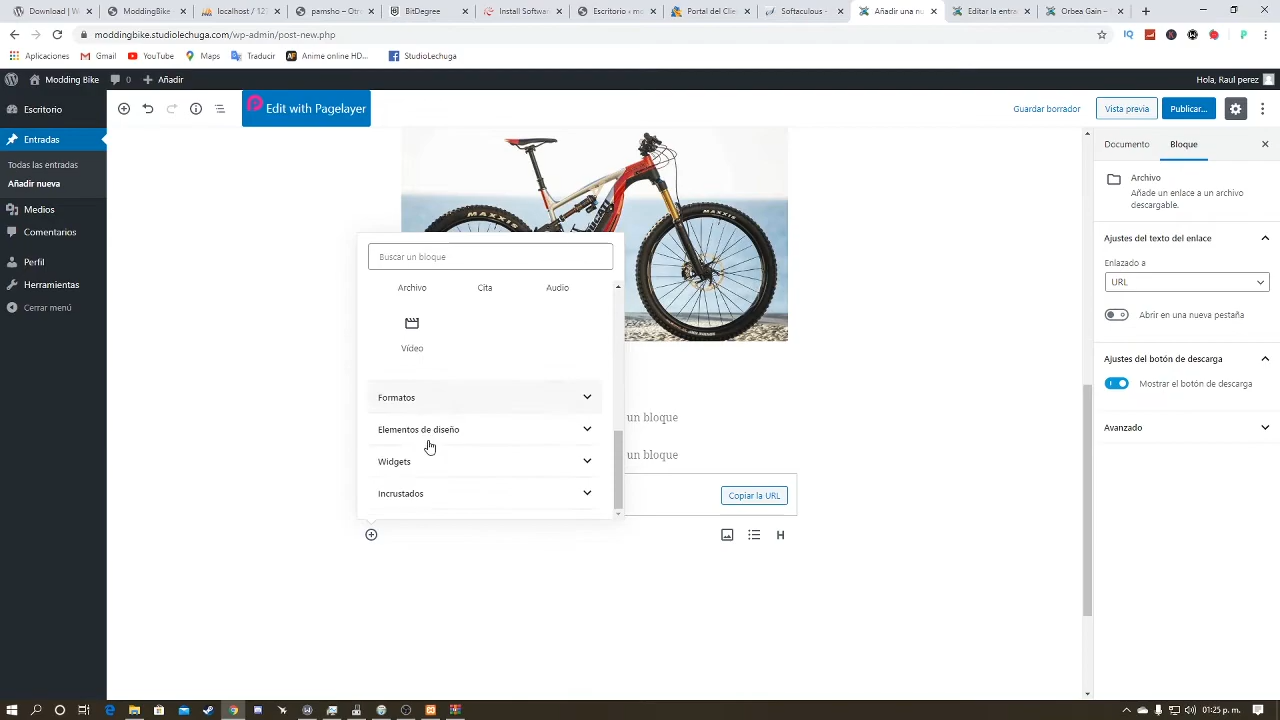 Download | W
ModdingBike
localhost / 12
pamsho – Otr
BitDegree
Install Softwar
Escritorio ‹ mo
Portal del Clie
Softaculous -
Añadir una nu
Editar la entra
Orbea Gain –
moddingbike.studiolechuga.com/wp-admin/post-new.php
Aplicaciones
Gmail
YouTube
Maps
Traducir
Anime online HD...
StudioLechuga
Modding Bike
0
Añadir
Hola, Raul perez
Escritorio
Entradas
Todas las entradas
Añadir nueva
Medios
Comentarios
Perfil
Herramientas
Cerrar menú
Edit with Pagelayer
Guardar borrador
Vista previa
Publicar...
MAXXIS
MAXXIS
Buscar un bloque
Archivo
Cita
Audio
Vídeo
Formatos
Elementos de diseño
Widgets
Incrustados
un bloque
un bloque
Copiar la URL
H
Documento
Bloque
Archivo
Añade un enlace a un archivo
descargable.
Ajustes del texto del enlace
Enlazado a
URL
Abrir en una nueva pestaña
Ajustes del botón de descarga
Mostrar el botón de descarga
Avanzado
01:25 p. m.